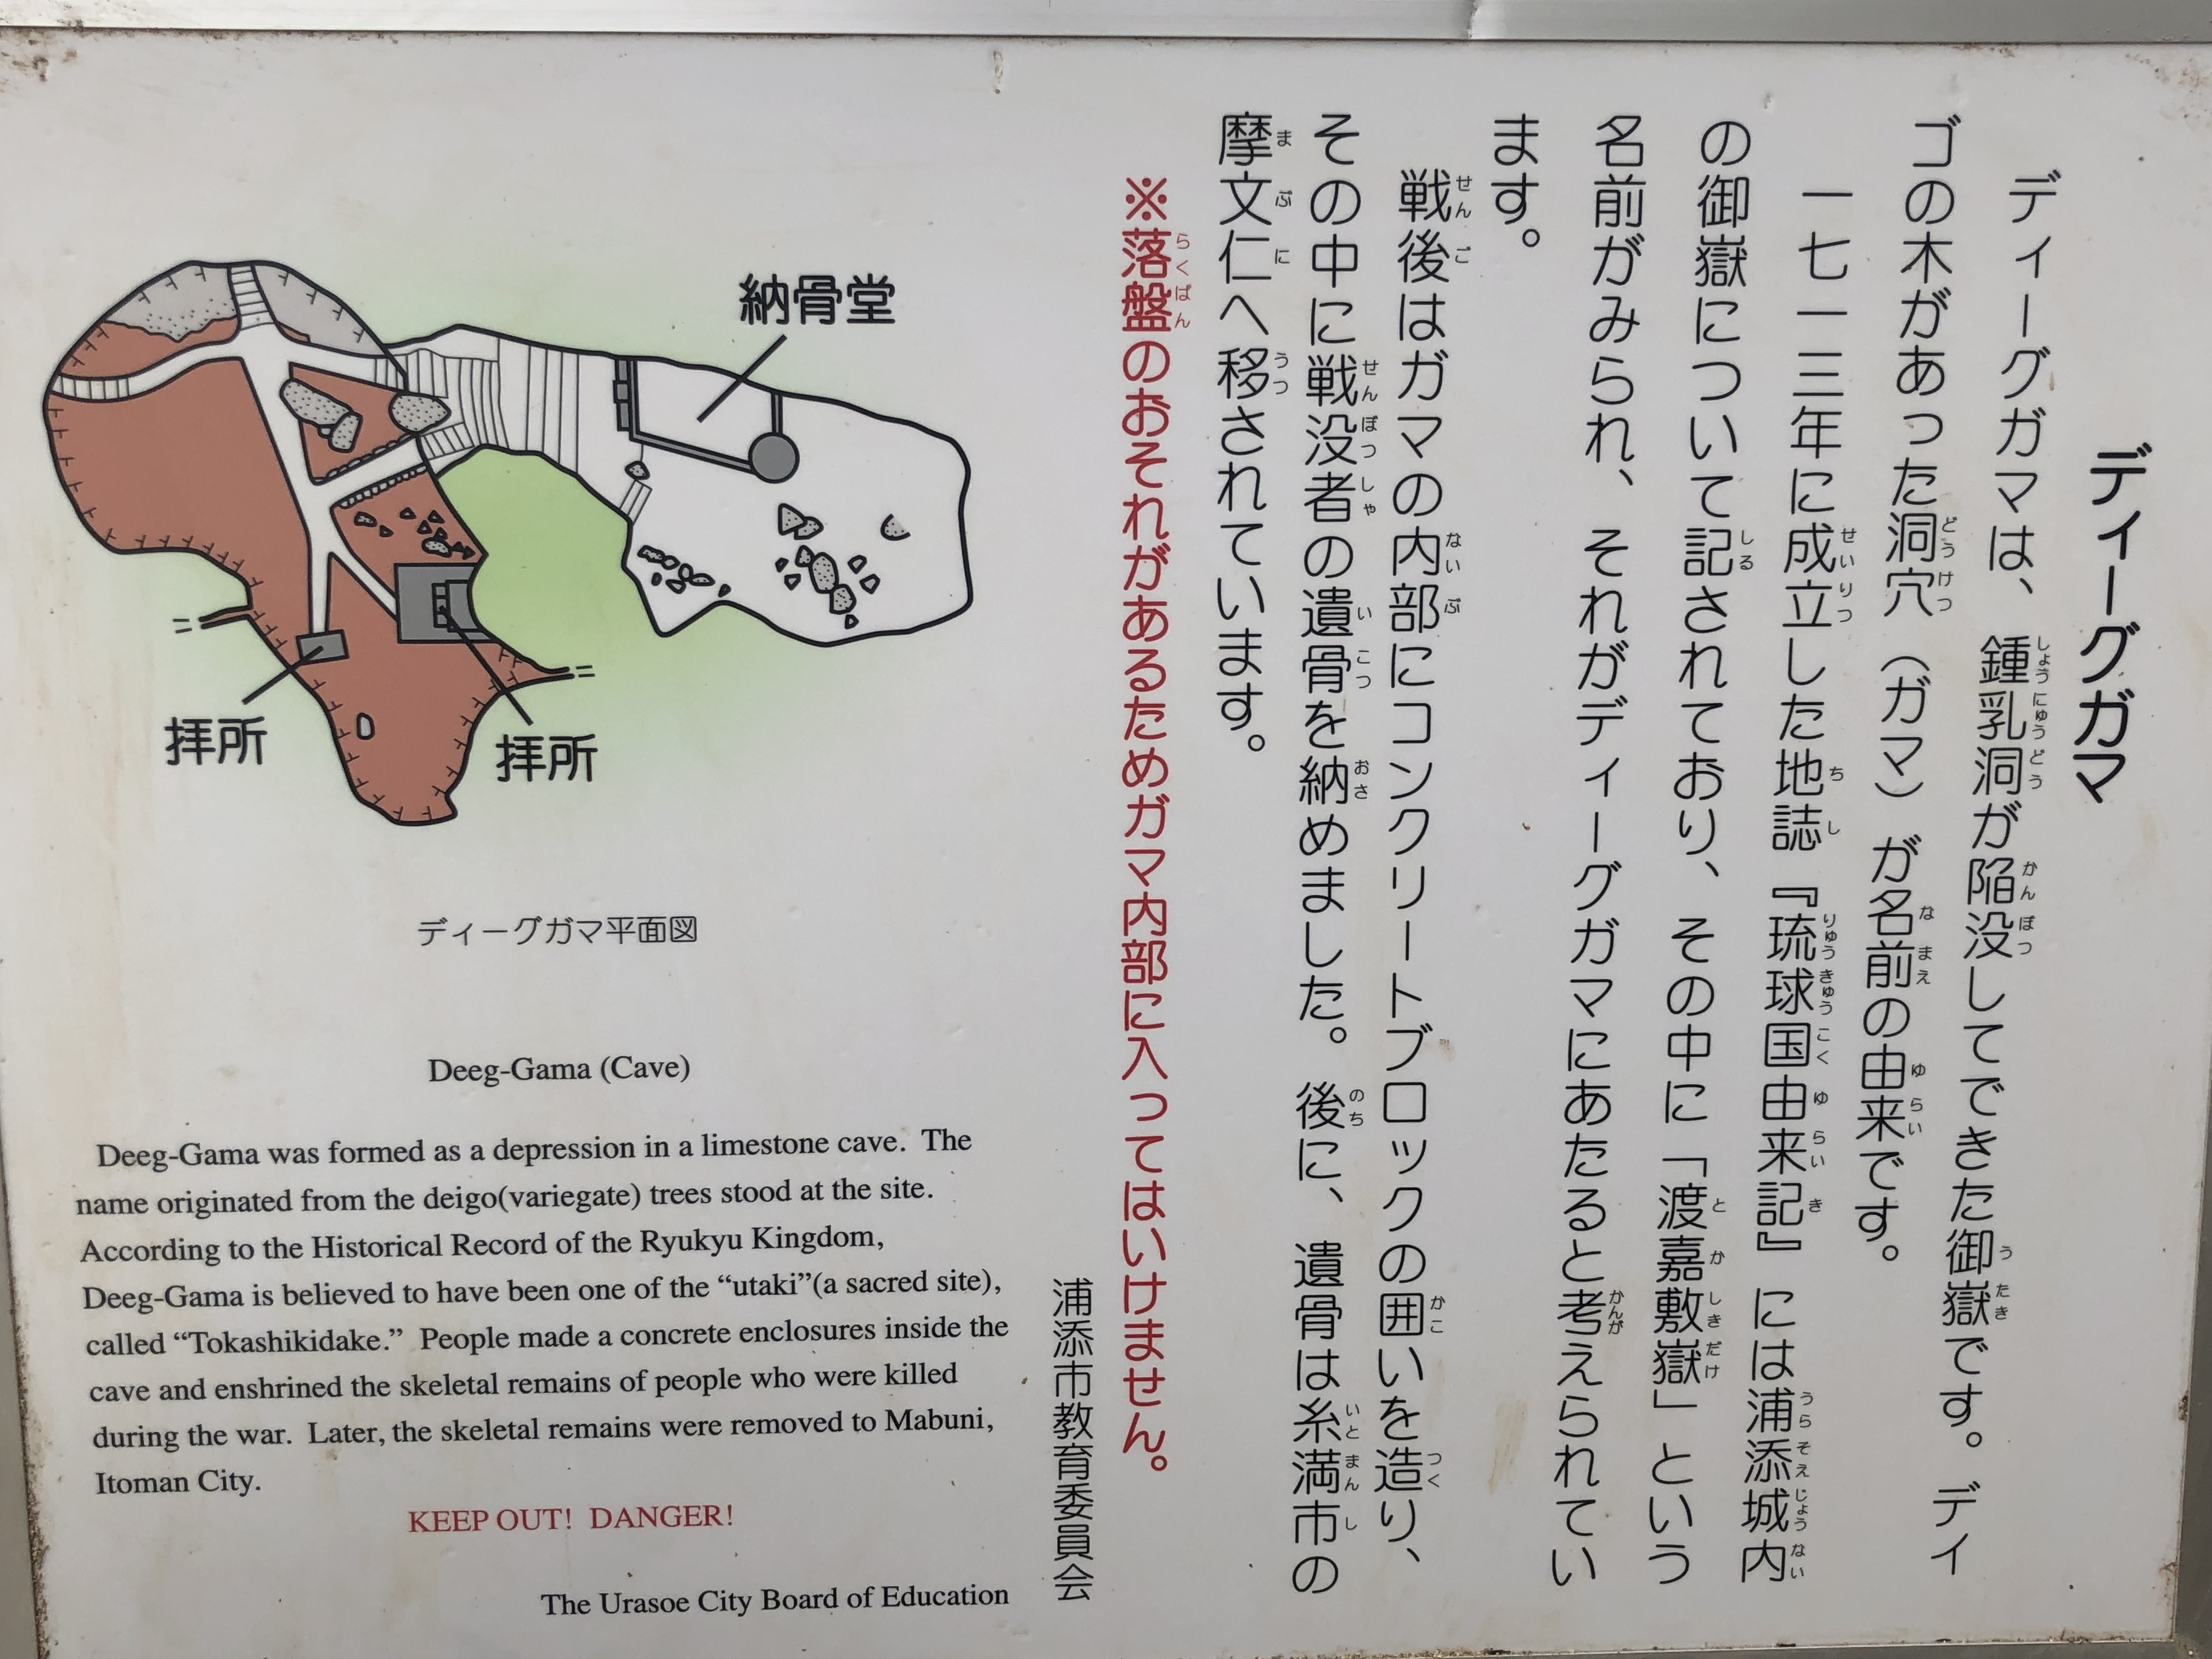 ディーグガマ
ディーグガマは、鍾乳洞が陥没してできた御嶽です。ディ
ゴの木があった洞穴（ガマ）が名前の由来です。
一七一三年に成立した地誌『琉球国由来記』には浦添城内
の御嶽について記されており、その中に「渡嘉敷嶽」という
名前がみられ、それがディーグガマにあたると考えられてい
ます。
戦後はガマの内部にコンクリートブロックの囲いを造り、
その中に戦没者の遺骨を納めました。後に、遺骨は糸満市の
摩文仁へ移されています。
※落盤のおそれがあるためガマ内部に入ってはいけません。
浦添市教育委員会
納骨堂
拝所
拝所
ディーグガマ平面図
Deeg-Gama (Cave)
Deeg-Gama was formed as a depression in a limestone cave. The
name originated from the deigo(variegate) trees stood at the site.
According to the Historical Record of the Ryukyu Kingdom,
Deeg-Gama is believed to have been one of the “utaki”(a sacred site),
called “Tokashikidake.” People made a concrete enclosures inside the
cave and enshrined the skeletal remains of people who were killed
during the war. Later, the skeletal remains were removed to Mabuni,
Itoman City.
KEEP OUT! DANGER!
The Urasoe City Board of Education